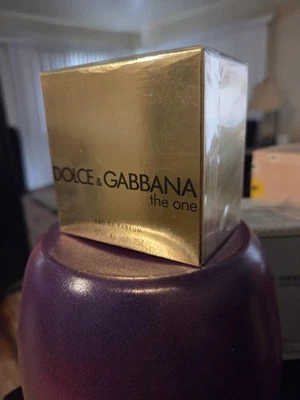 DOLCE & GABBANA
the one
EAU DE PARFUM